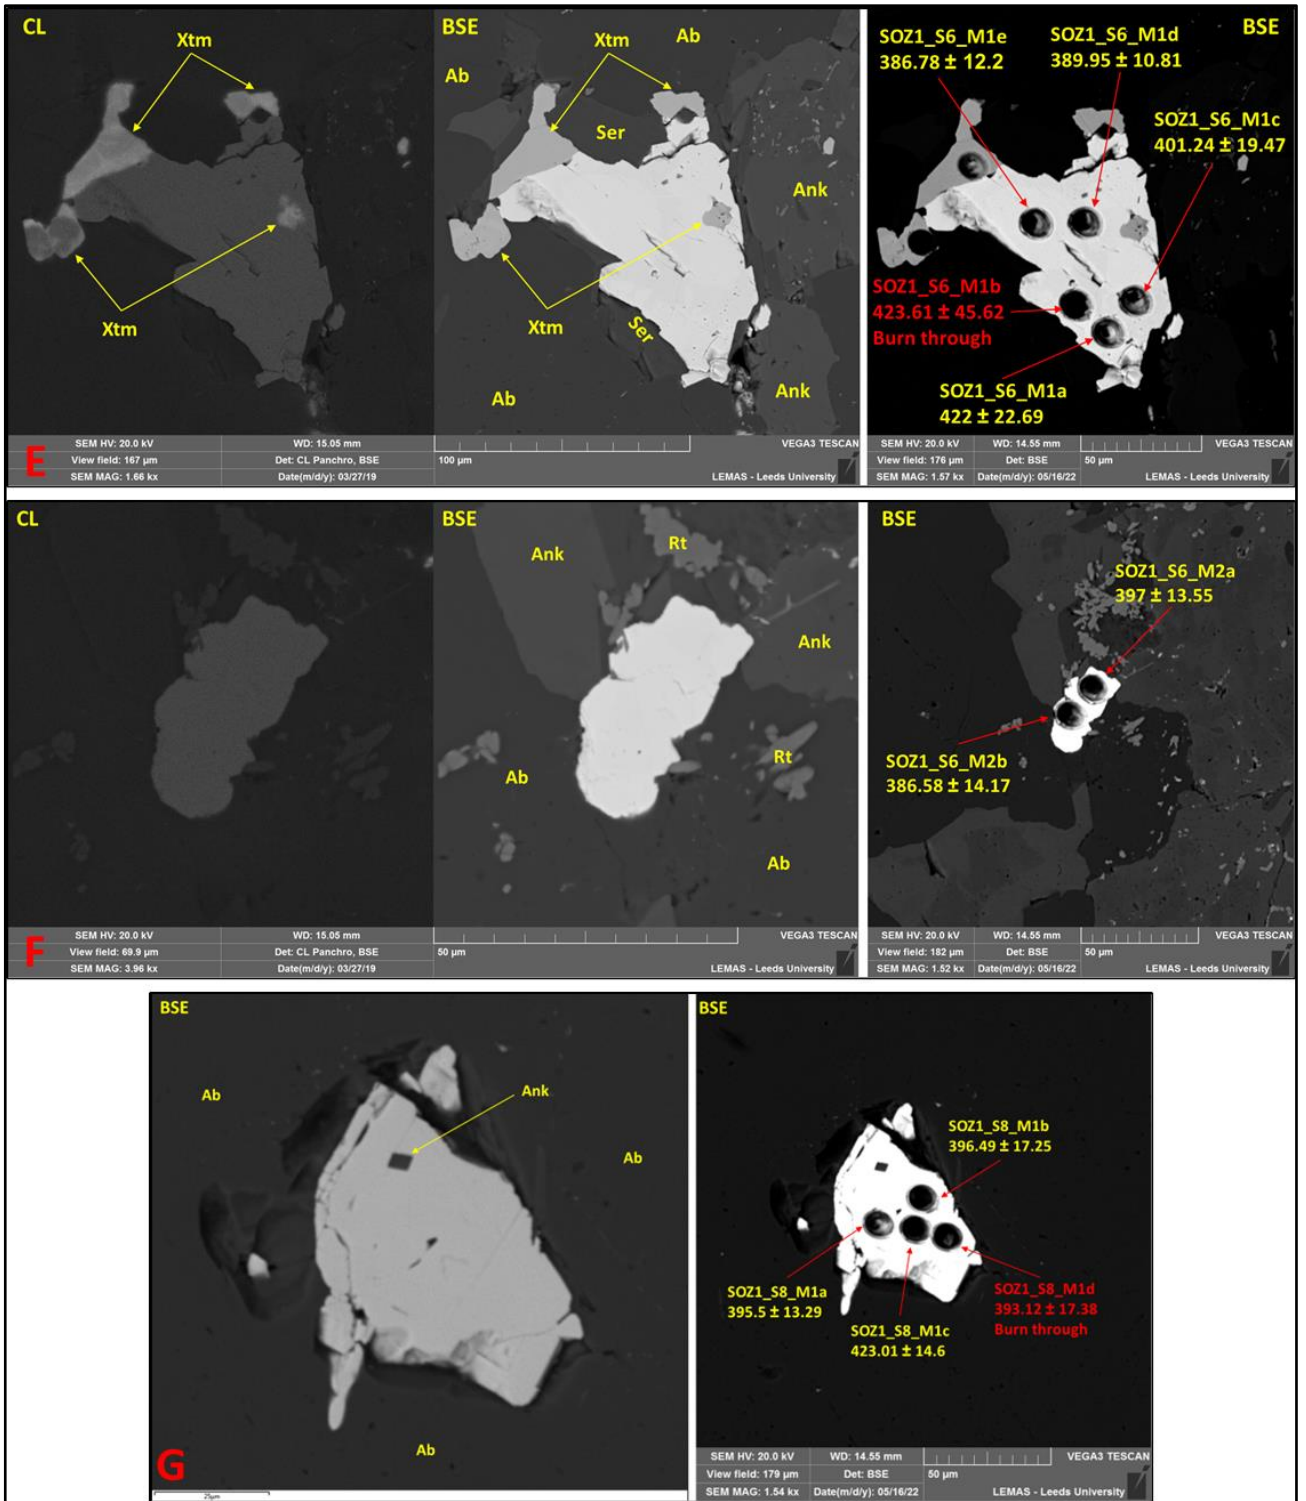 CL
Xtm
Xtm
BSE
Xtm
Ab
Ab
Ser
Ank
Xtm
Ser
Ab
Ank
BSE
SOZ1_S6_M1e
386.78 ± 12.2
SOZ1_S6_M1d
389.95 ± 10.81
SOZ1_S6_M1c
401.24 ± 19.47
SOZ1_S6_M1b
423.61 ± 45.62
Burn through
SOZ1_S6_M1a
422 ± 22.69
E
SEM HV: 20.0 kV WD: 15.05 mm VEGA3 TESCAN
View field: 167 µm Det: CL Panchro, BSE 100 µm
SEM MAG: 1.66 kx Date(m/d/y): 03/27/19 LEMAS - Leeds University
SEM HV: 20.0 kV WD: 14.55 mm VEGA3 TESCAN
View field: 176 µm Det: BSE 50 µm
SEM MAG: 1.57 kx Date(m/d/y): 05/16/22 LEMAS - Leeds University
CL
BSE
Ank
Rt
Ank
Rt
Ab
Ab
BSE
SOZ1_S6_M2a
397 ± 13.55
SOZ1_S6_M2b
386.58 ± 14.17
F
SEM HV: 20.0 kV WD: 15.05 mm VEGA3 TESCAN
View field: 69.9 µm Det: CL Panchro, BSE 50 µm
SEM MAG: 3.96 kx Date(m/d/y): 03/27/19 LEMAS - Leeds University
SEM HV: 20.0 kV WD: 14.55 mm VEGA3 TESCAN
View field: 182 µm Det: BSE 50 µm
SEM MAG: 1.52 kx Date(m/d/y): 05/16/22 LEMAS - Leeds University
BSE
Ab
Ank
Ab
Ab
G
25µm
BSE
SOZ1_S8_M1b
396.49 ± 17.25
SOZ1_S8_M1a
395.5 ± 13.29
SOZ1_S8_M1c
423.01 ± 14.6
SOZ1_S8_M1d
393.12 ± 17.38
Burn through
SEM HV: 20.0 kV WD: 14.55 mm VEGA3 TESCAN
View field: 179 µm Det: BSE 50 µm
SEM MAG: 1.54 kx Date(m/d/y): 05/16/22 LEMAS - Leeds University